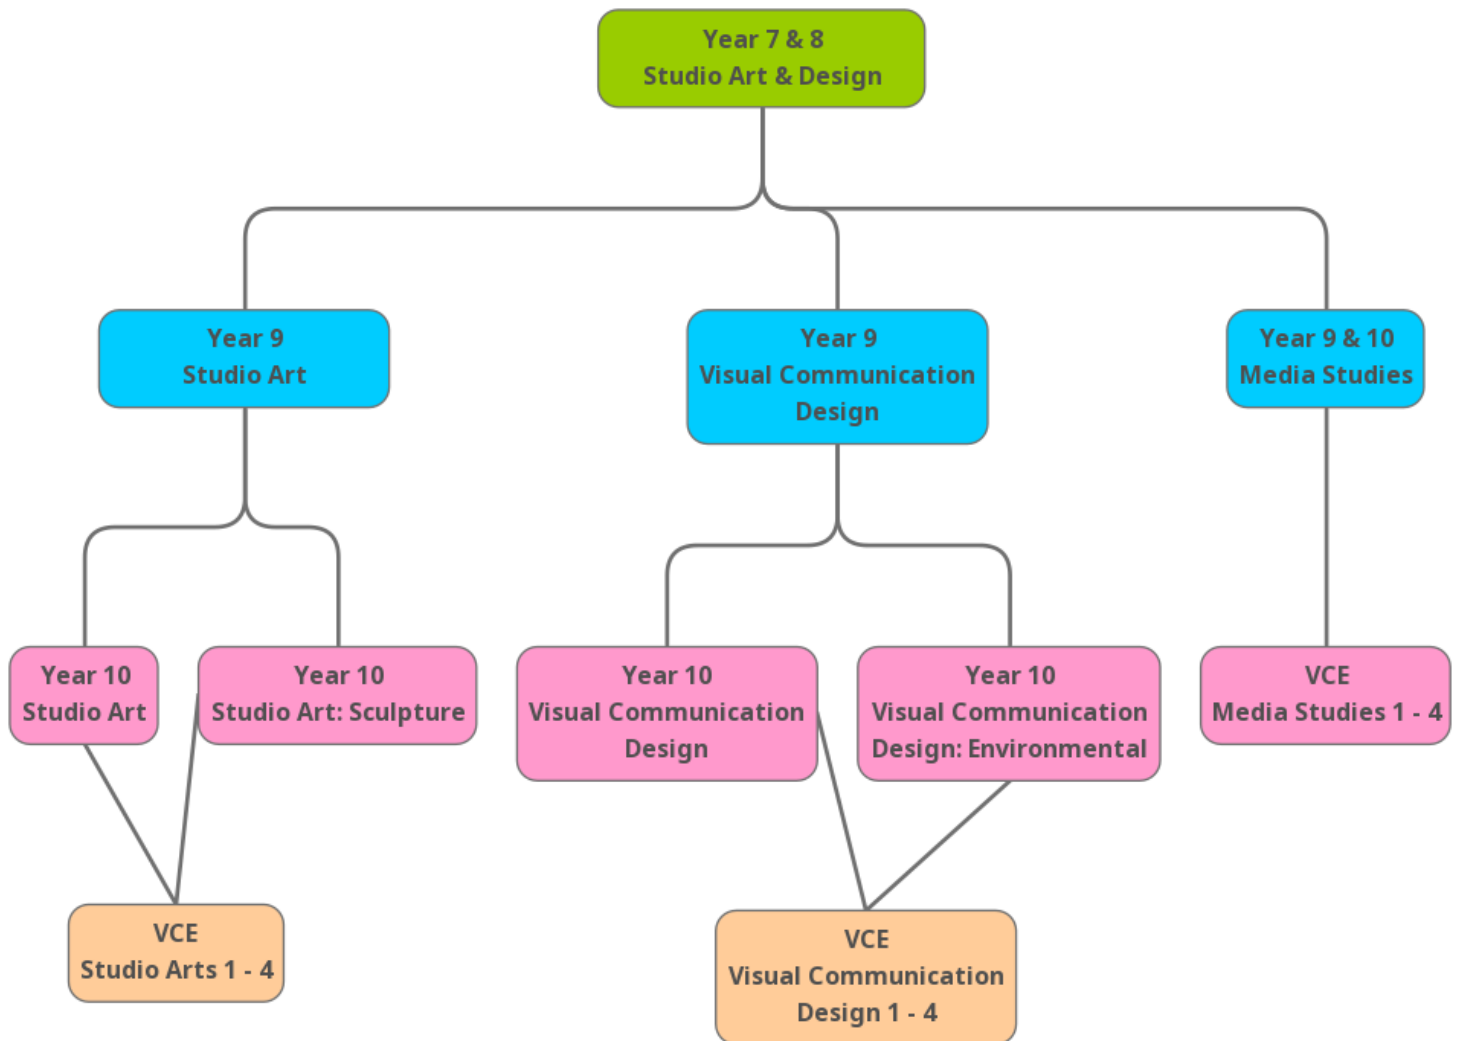 Year 7 & 8
Studio Art & Design
Year 9
Studio Art
Year 9
Visual Communication
Design
Year 9 & 10
Media Studies
Year 10
Studio Art
Year 10
Studio Art: Sculpture
Year 10
Visual Communication
Design
Year 10
Visual Communication
Design: Environmental
VCE
Media Studies 1 - 4
VCE
Studio Arts 1 - 4
VCE
Visual Communication
Design 1 - 4